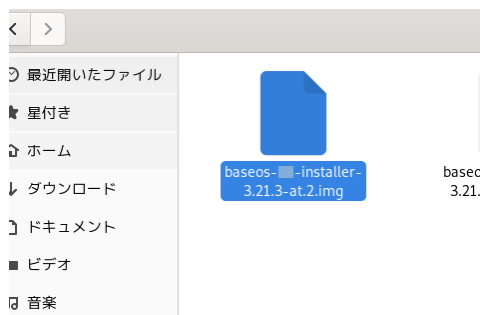 最近開いたファイル
星付き
ホーム
ダウンロード
ドキュメント
ビデオ
音楽
baseos-
-installer-
3.21.3-at.2.img
baseo
3.21.